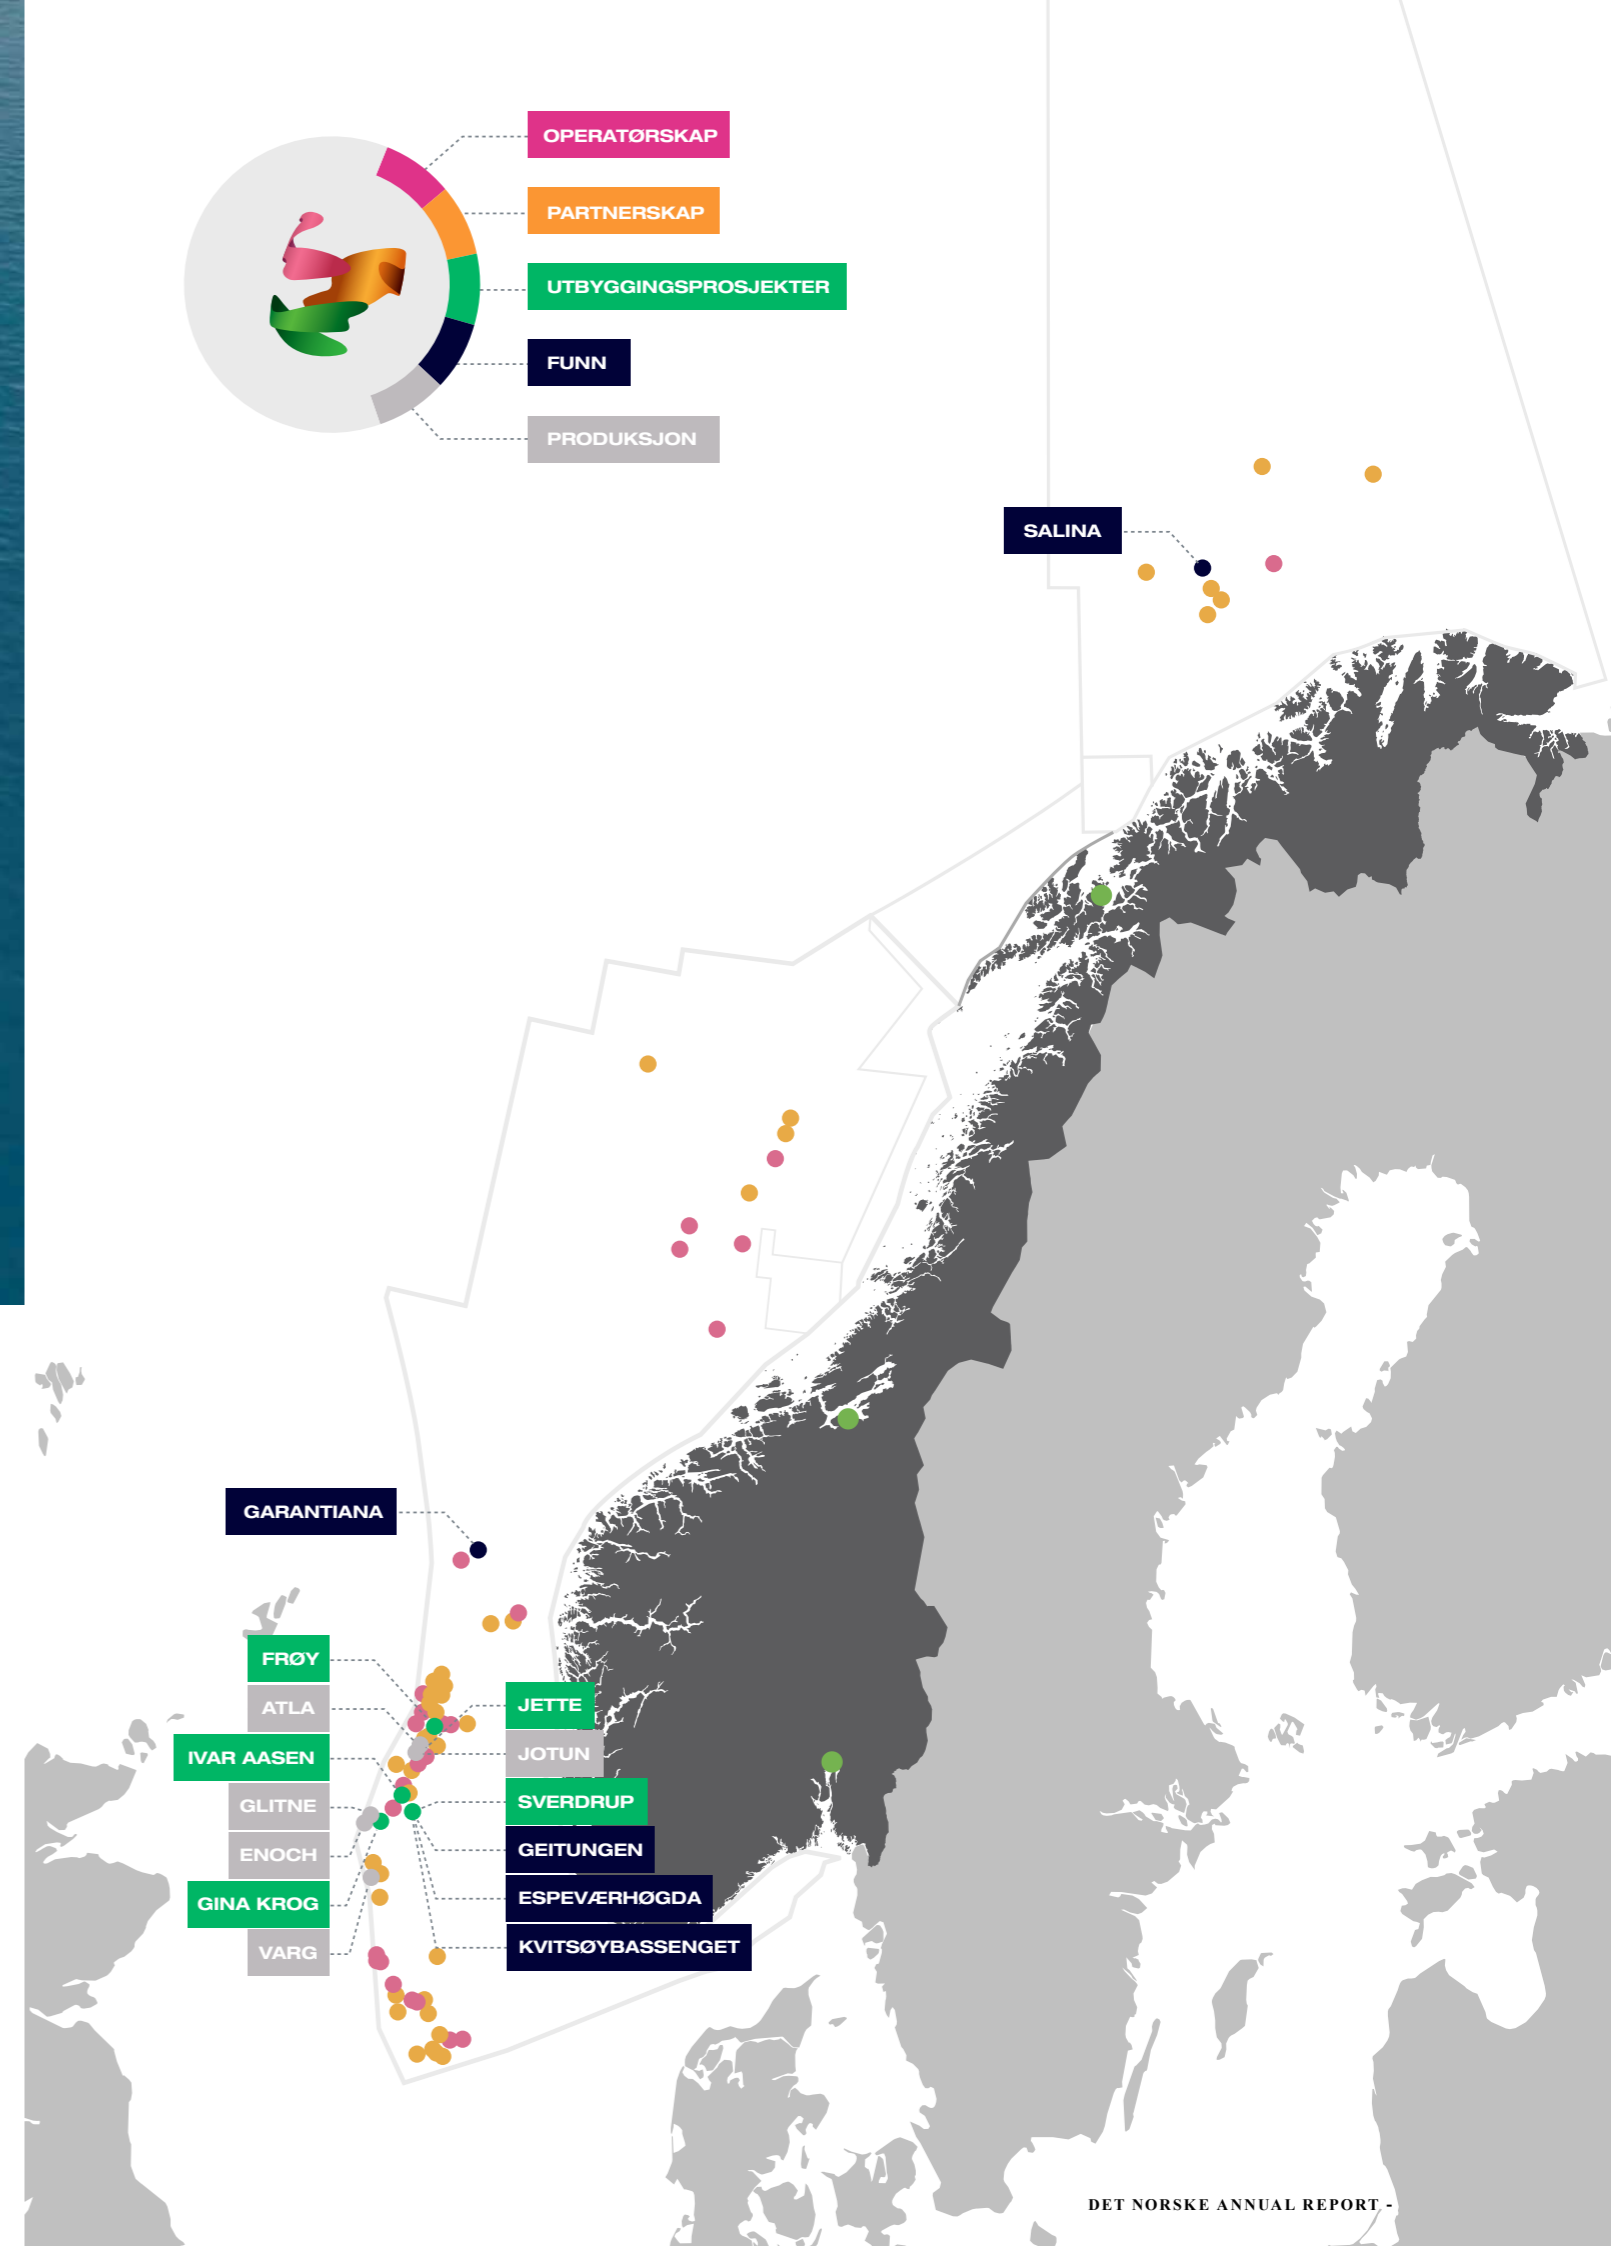 OPERATØRSKAP
PARTNERSKAP
UTBYGGINGSPROSJEKTER
FUNN
PRODUKSJON
SALINA
GARANTIANA
FRØY
ATLA
IVAR AASEN
GLITNE
ENOCH
GINA KROG
VARG
JETTE
JOTUN
SVERDRUP
GEITUNGEN
ESPEVÆRHØGDA
KVITSØYBASSENGET
DET NORSKE ANNUAL REPORT -